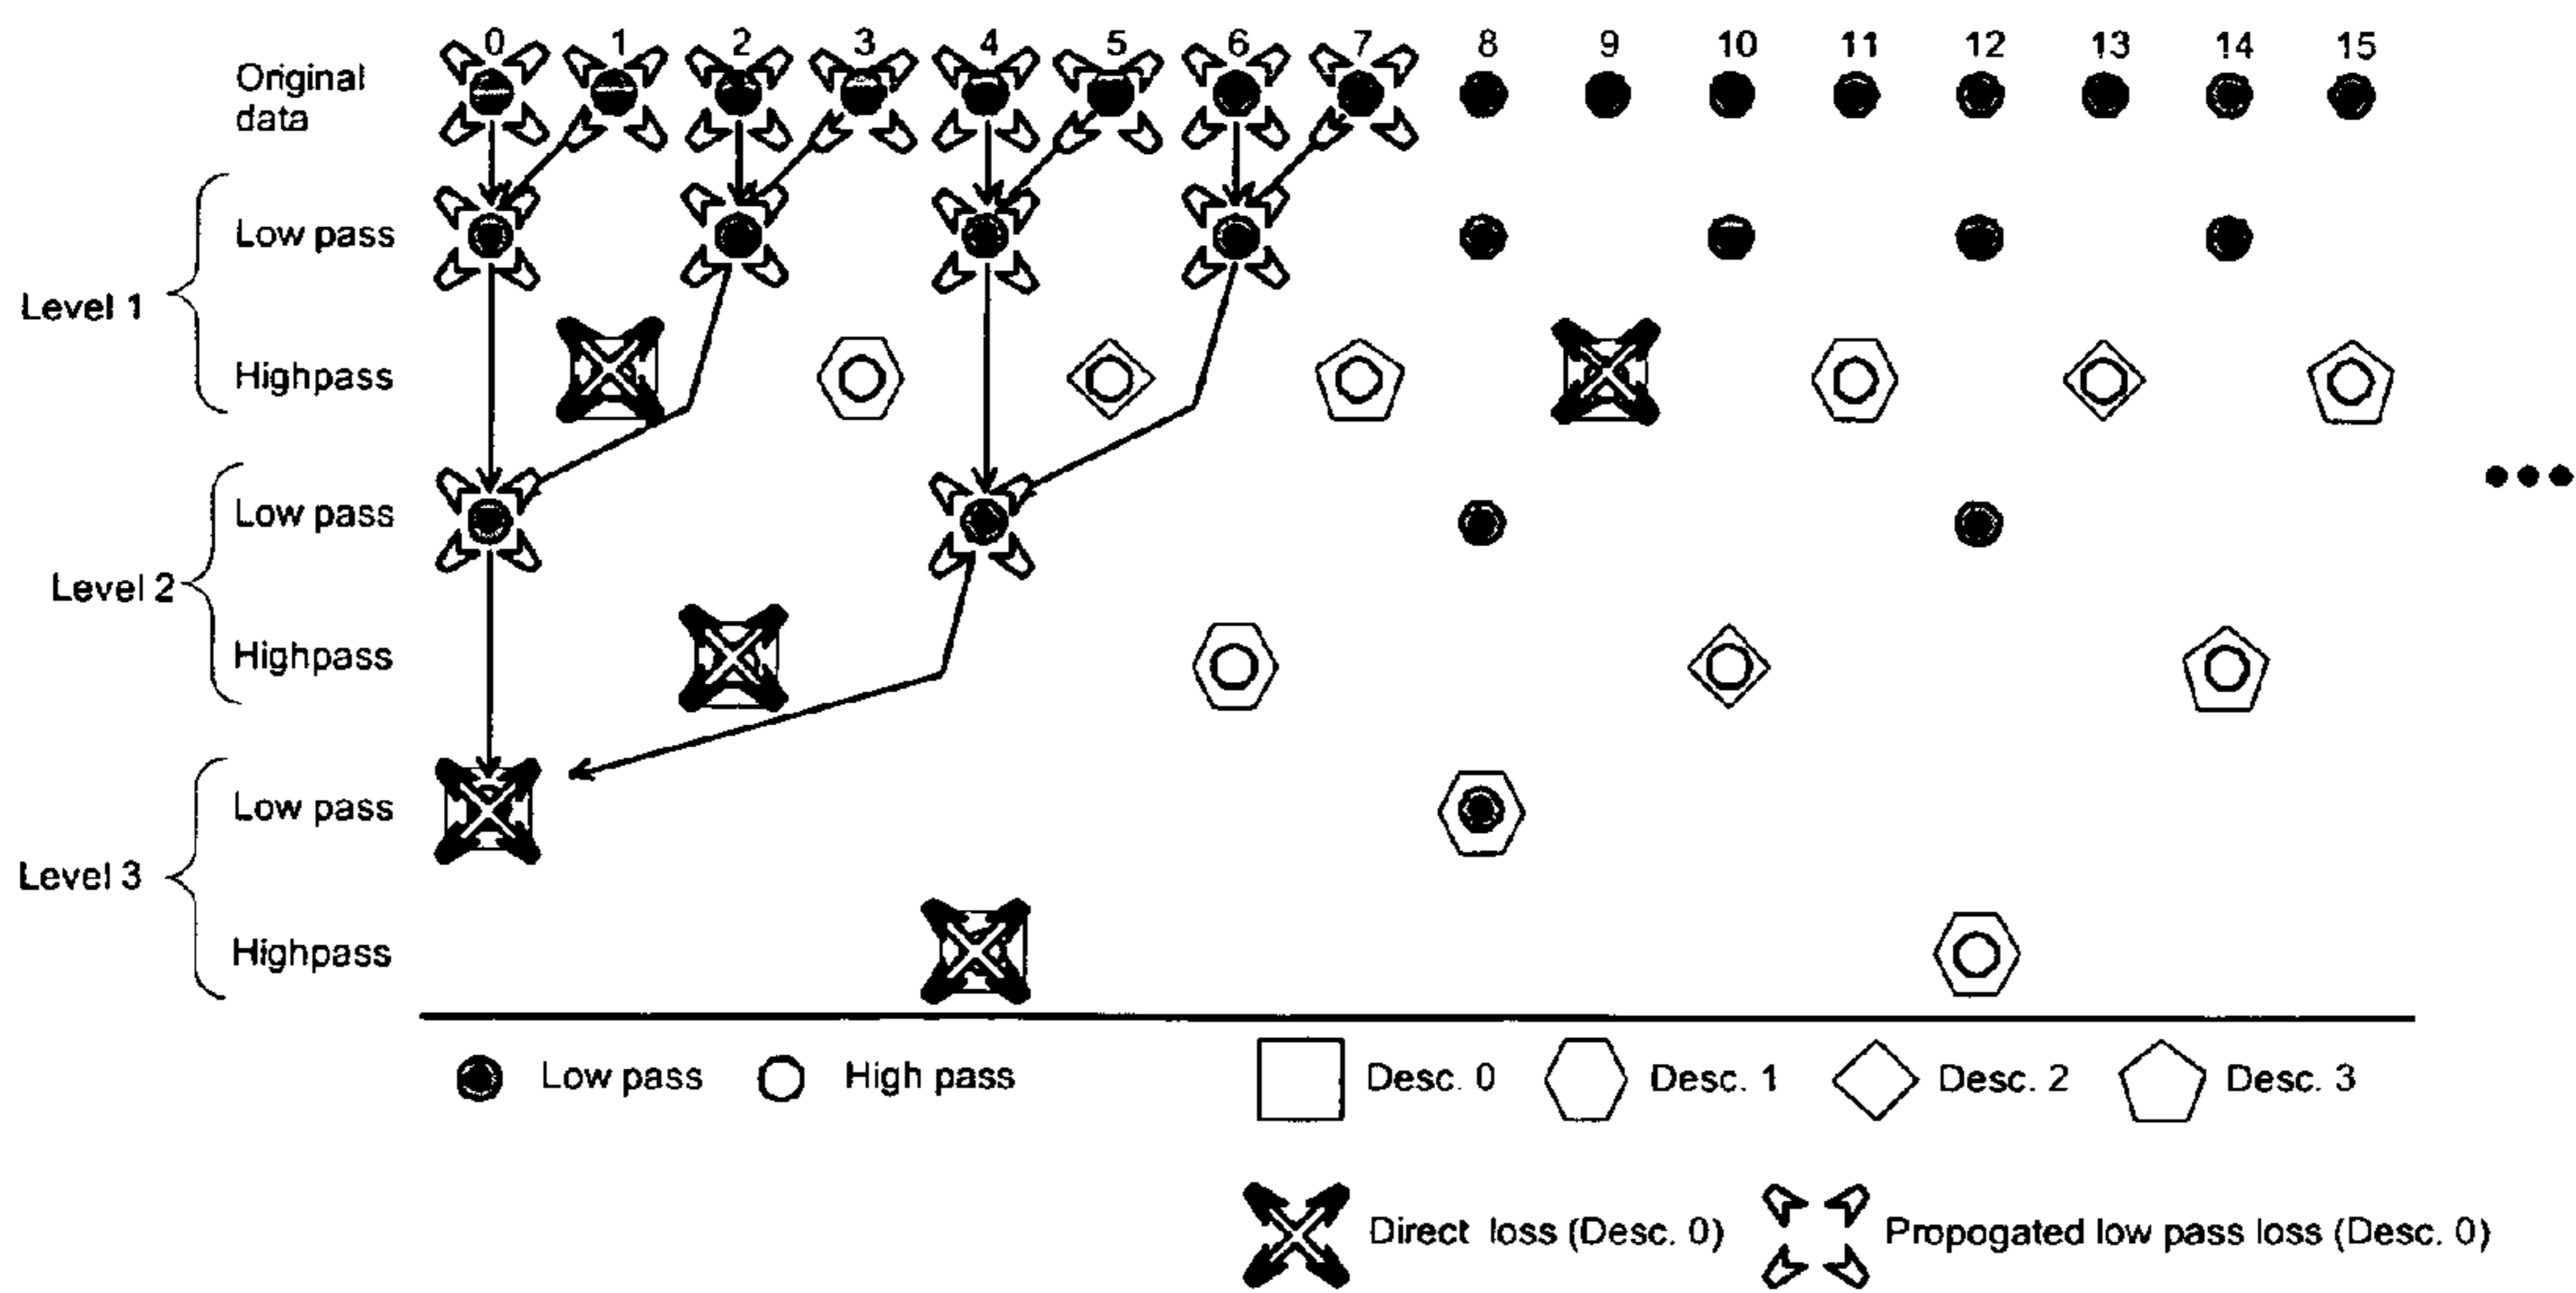 0 1 2 3 4 5 6 7 8 9 10 11 12 13 14 15
Original
data
Low pass
Level 1
Highpass
Low pass
Level 2
Highpass
Low pass
Level 3
Highpass
Low pass High pass Desc. 0 Desc. 1 Desc. 2 Desc. 3
Direct loss (Desc. 0) Propogated low pass loss (Desc. 0)